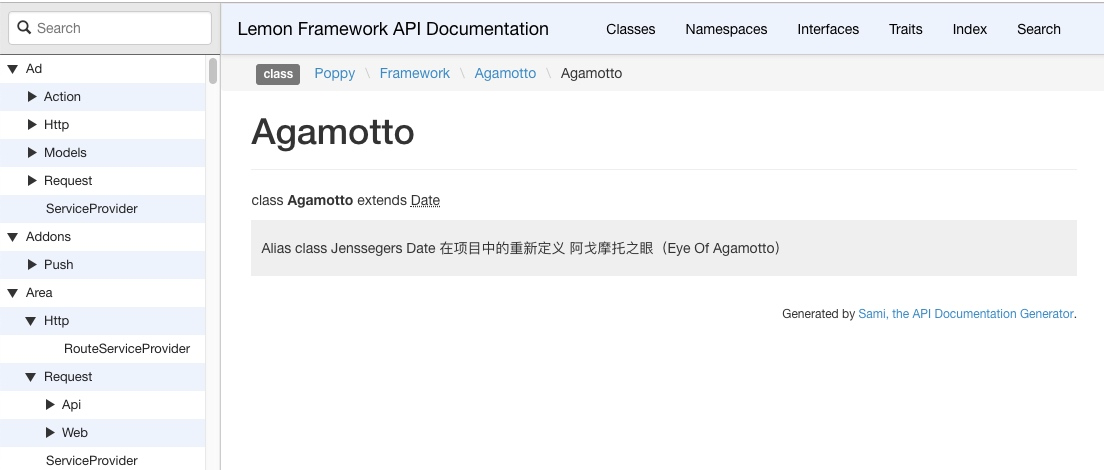 Search
Lemon Framework API Documentation Classes Namespaces Interfaces Traits Index Search
class Poppy \ Framework \ Agamotto \ Agamotto
Ad
Action
Http
Models
Request
ServiceProvider
Addons
Push
Area
Http
RouteServiceProvider
Request
Api
Web
ServiceProvider
Agamotto
class Agamotto extends Date
Alias class Jenssegers Date 在项目中的重新定义 阿戈摩托之眼（Eye Of Agamotto）
Generated by Sami, the API Documentation Generator.